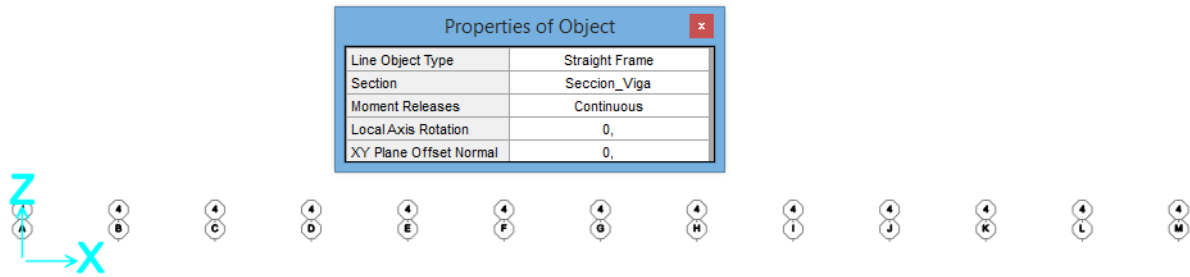 Properties of Object x
Line Object Type Straight Frame
Section Seccion_Viga
Moment Releases Continuous
Local Axis Rotation 0,
XY Plane Offset Normal 0,
Z
4 4 4 4 4 4 4 4 4 4 4 4 4
A B C D E F G H I J K L M
X